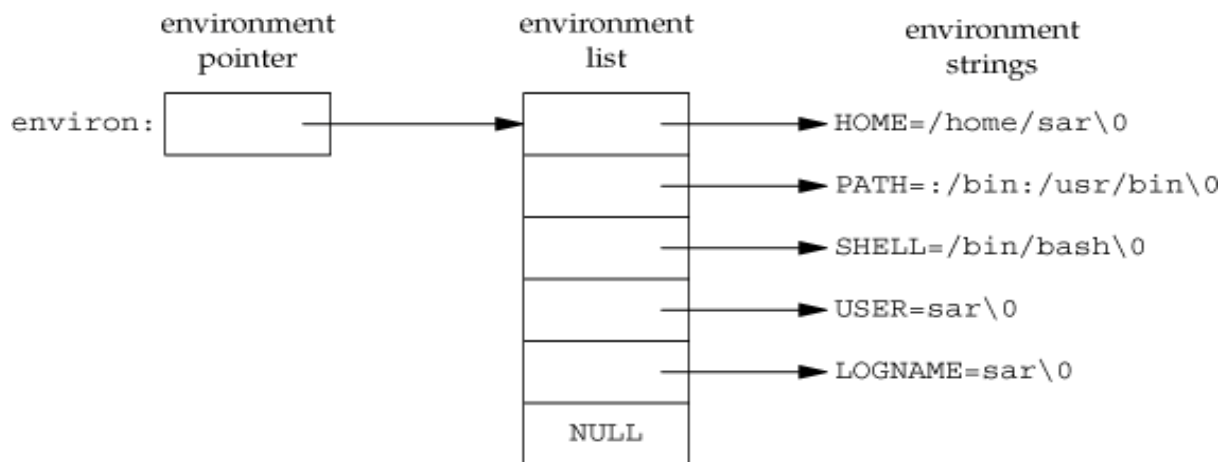 environment
pointer
environment
list
environment
strings
environ:
HOME=/home/sar\0
PATH=:/bin:/usr/bin\0
SHELL=/bin/bash\0
USER=sar\0
LOGNAME=sar\0
NULL